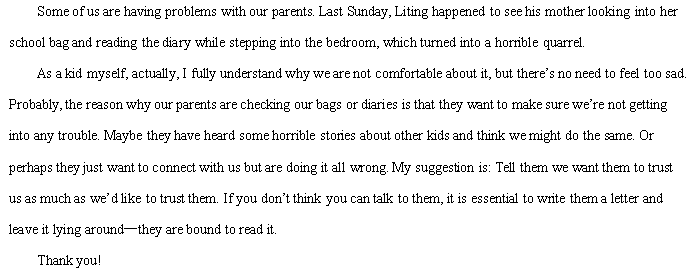 Some of us are having problems with our parents. Last Sunday, Liting happened to see his mother looking into her
school bag and reading the diary while stepping into the bedroom, which turned into a horrible quarrel.
As a kid myself, actually, I fully understand why we are not comfortable about it, but there's no need to feel too sad.
Probably, the reason why our parents are checking our bags or diaries is that they want to make sure we're not getting
into any trouble. Maybe they have heard some horrible stories about other kids and think we might do the same. Or
perhaps they just want to connect with us but are doing it all wrong. My suggestion is: Tell them we want them to trust
us as much as we'd like to trust them. If you don't think you can talk to them, it is essential to write them a letter and
leave it lying around—they are bound to read it.
Thank you!